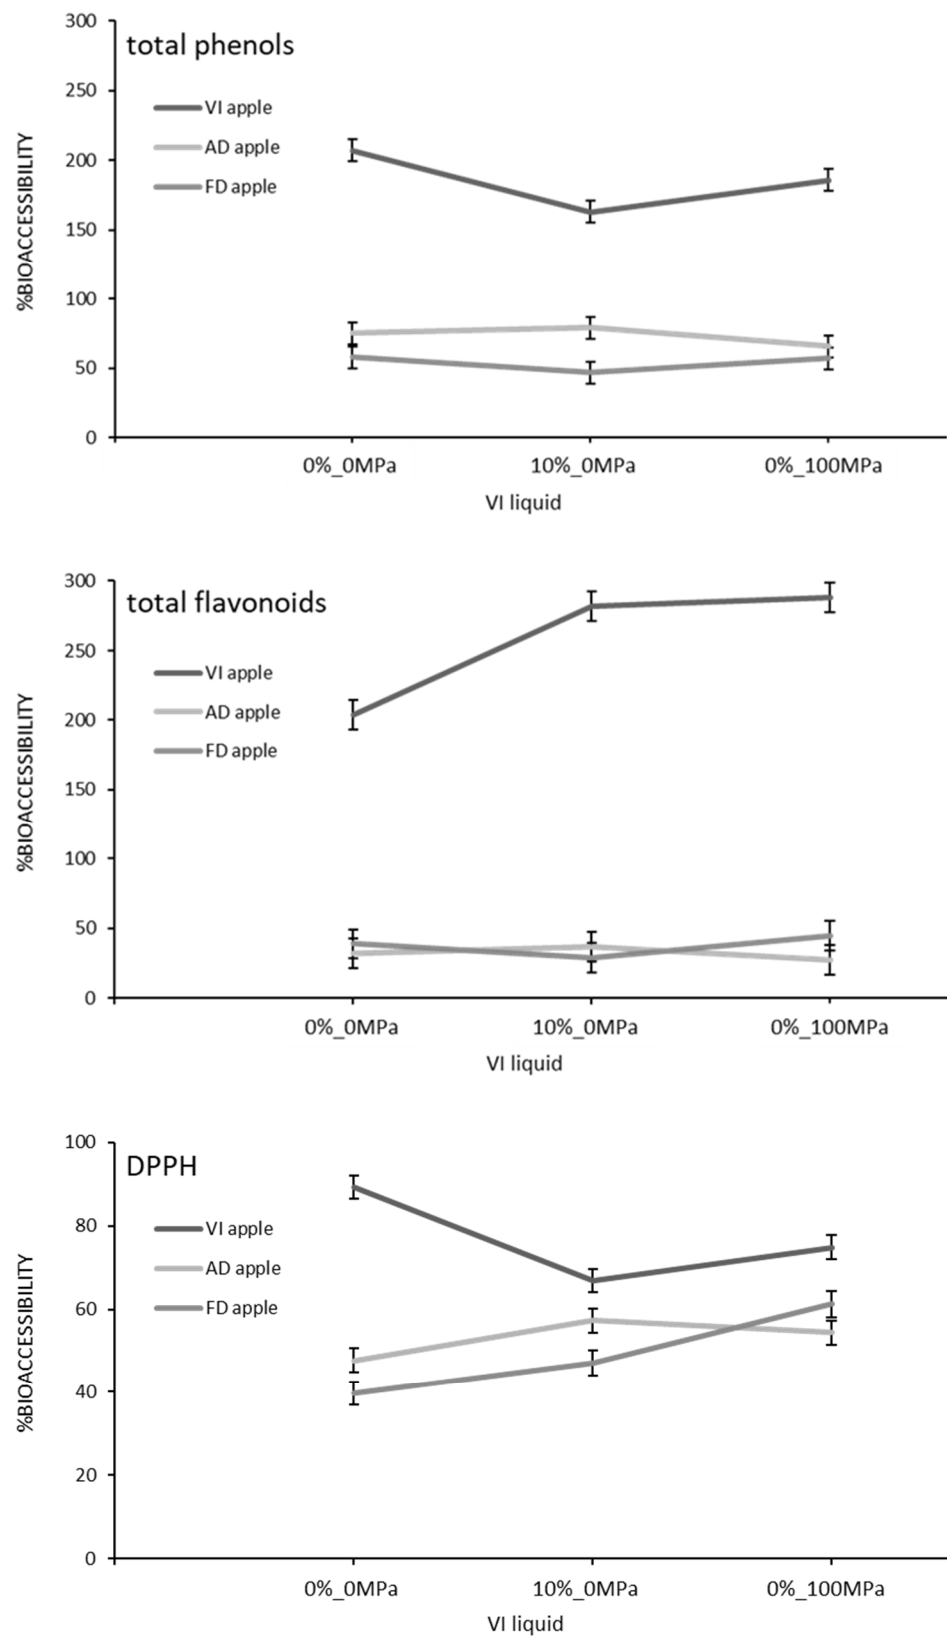 300
total phenols
250
VI apple
200
AD apple
FD apple
150
100
50
0
%BIOACCESSIBILITY
0%_0MPa 10%_0MPa 0%_100MPa
VI liquid
300
total flavonoids
250
VI apple
200
AD apple
FD apple
150
100
50
0
%BIOACCESSIBILITY
0%_0MPa 10%_0MPa 0%_100MPa
VI liquid
100
DPPH
80
VI apple
AD apple
60
FD apple
40
20
0
%BIOACCESSIBILITY
0%_0MPa 10%_0MPa 0%_100MPa
VI liquid